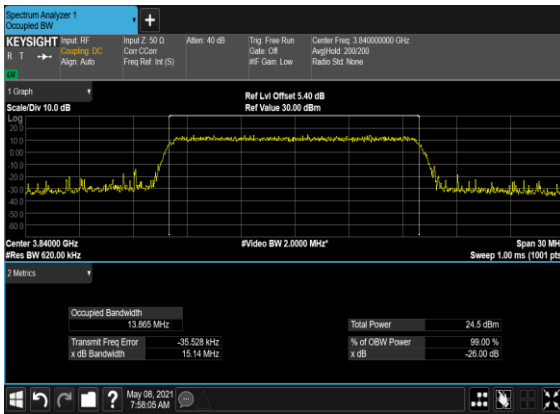 Spectrum Analyzer 1
Occupied BW
KEYSIGHT
R T
LXI
Input: RF
Coupling: DC
Align: Auto
Input Z: 50 Ω
Corr CCorr
Freq Ref: Int (S)
Atten: 40 dB
Trig: Free Run
Gate: Off
#IF Gain: Low
Center Freq: 3.840000000 GHz
Avg|Hold: 200/200
Radio Std: None
1 Graph
Scale/Div 10.0 dB
Ref Lvl Offset 5.40 dB
Ref Value 30.00 dBm
Log
20.0
10.0
0.00
-10.0
-20.0
-30.0
-40.0
-50.0
-60.0
Center 3.84000 GHz
#Res BW 620.00 kHz
#Video BW 2.0000 MHz*
Span 30 MH
Sweep 1.00 ms (1001 pts
2 Metrics
Occupied Bandwidth
13.865 MHz
Transmit Freq Error -35.528 kHz
x dB Bandwidth 15.14 MHz
Total Power 24.5 dBm
% of OBW Power 99.00 %
x dB -26.00 dB
May 08, 2021
7:58:05 AM